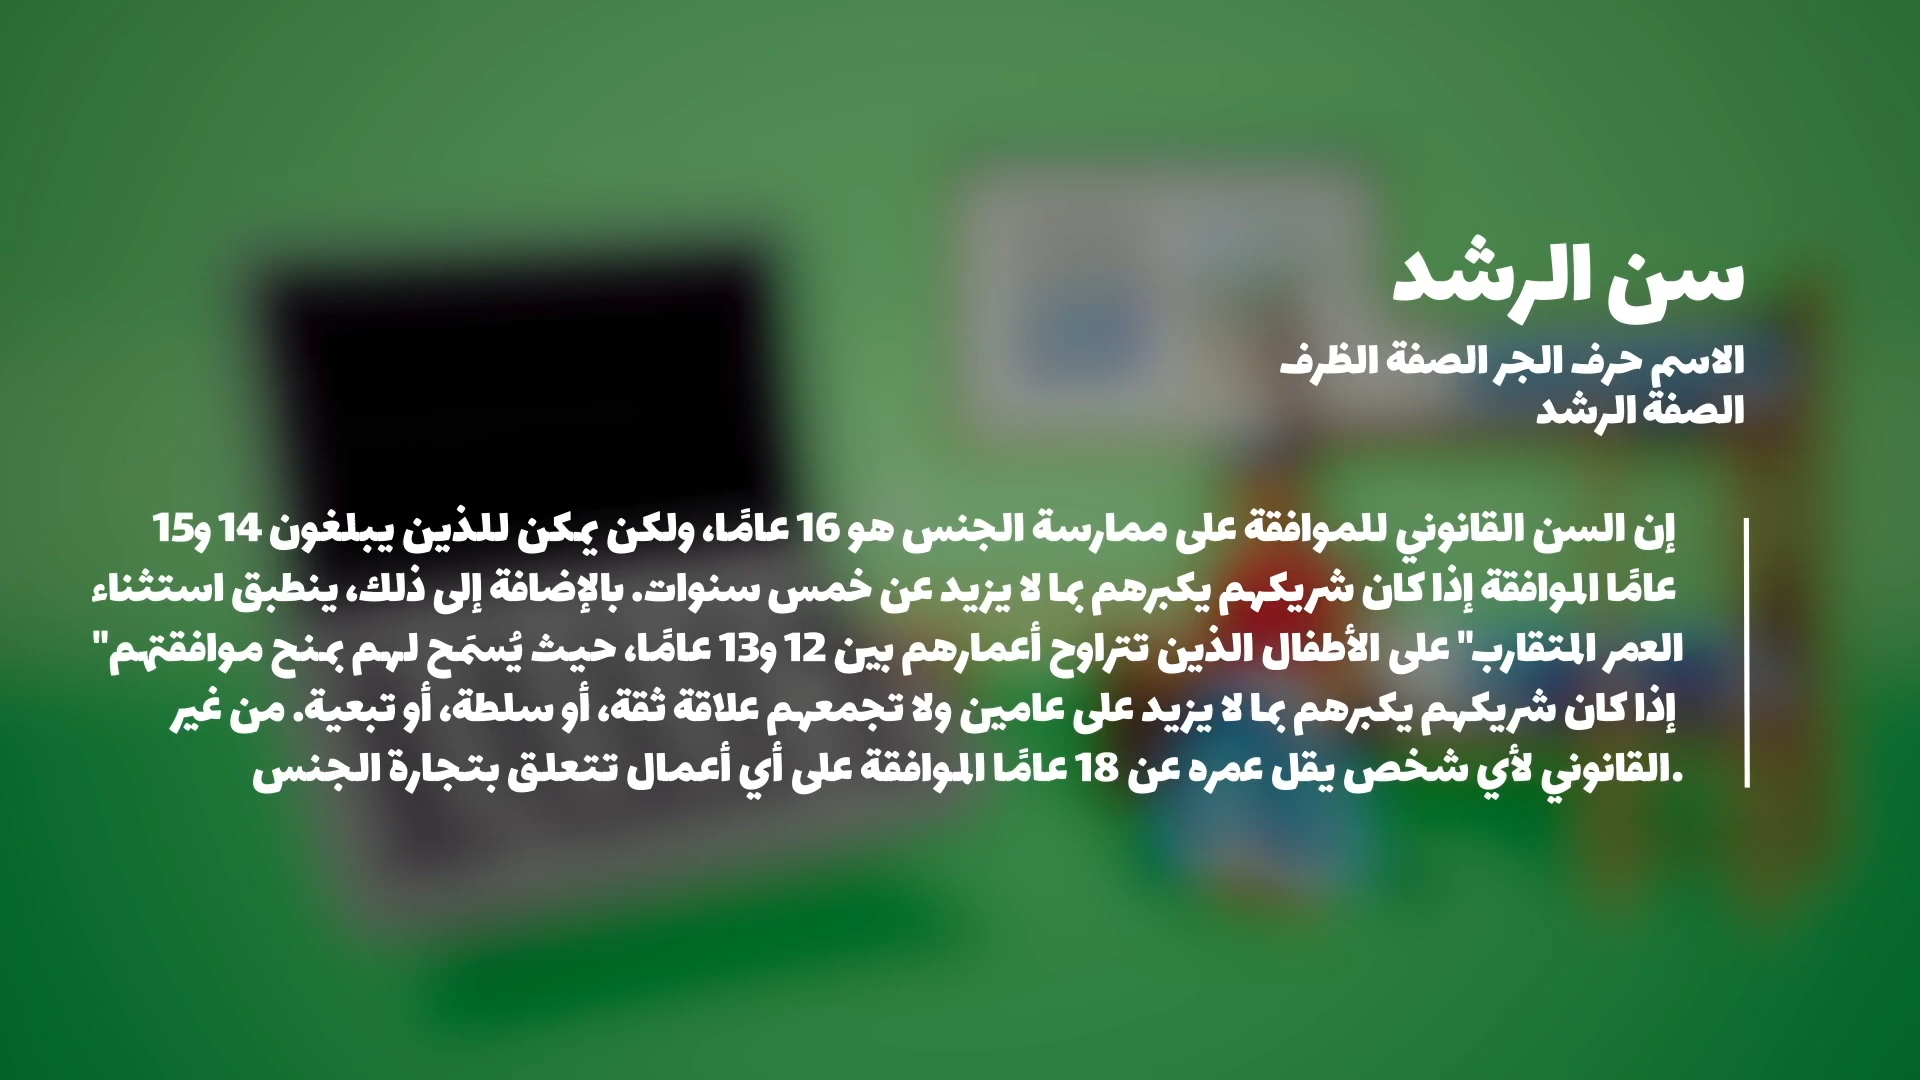 سن الرشد
الاسم حرف الجر الصفة الظرف
الصفة الرشد
إن السن القانوني للموافقة على ممارسة الجنس هو 16 عامًا، ولكن يمكن للذين يبلغون 14 و15
عامًا الموافقة إذا كان شريكهم يكبرهم بما لا يزيد عن خمس سنوات. بالإضافة إلى ذلك، ينطبق استثناء
العمر المتقارب" على الأطفال الذين تتراوح أعمارهم بين 12 و13 عامًا، حيث يُسمَح لهم بمنح موافقتهم"
إذا كان شريكهم يكبرهم بما لا يزيد على عامين ولا تجمعهم علاقة ثقة، أو سلطة، أو تبعية. من غير
.القانوني لأي شخص يقل عمره عن 18 عامًا الموافقة على أي أعمال تتعلق بتجارة الجنس